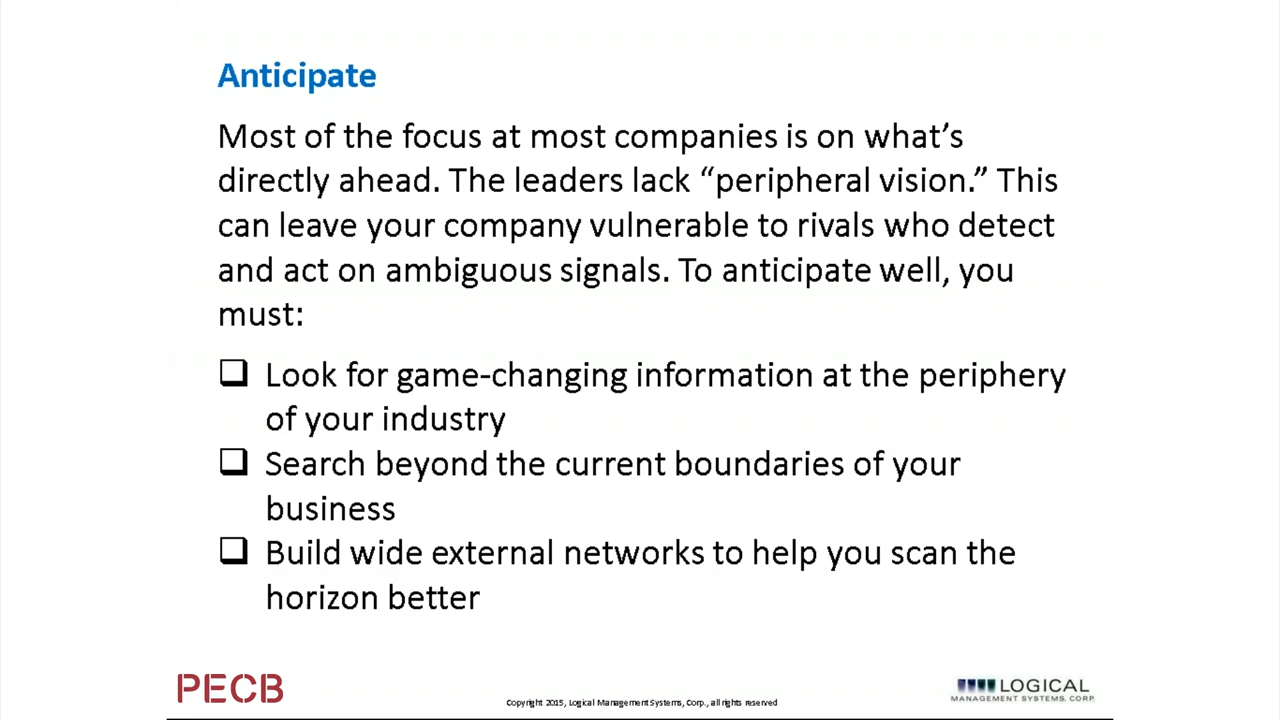 Anticipate
Most of the focus at most companies is on what’s
directly ahead. The leaders lack “peripheral vision.” This
can leave your company vulnerable to rivals who detect
and act on ambiguous signals. To anticipate well, you
must:
❑ Look for game-changing information at the periphery
of your industry
❑ Search beyond the current boundaries of your
business
❑ Build wide external networks to help you scan the
horizon better
PECB
Copyright 2015, Logical Management Systems, Corp., all rights reserved
LOGICAL
MANAGEMENT SYSTEMS, CORP.